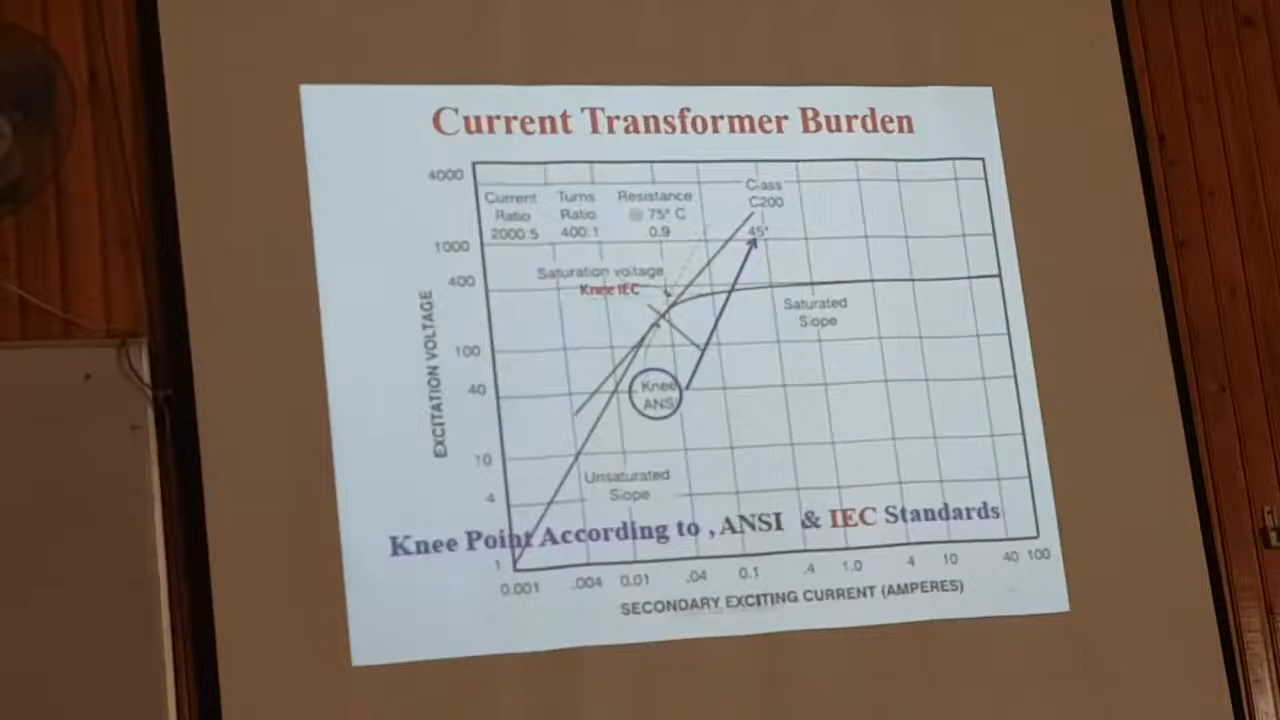 Current Transformer Burden
4000
1000
400
100
40
10
4
1
EXCITATION VOLTAGE
Current Ratio 2000:5
Turns Ratio 400:1
Resistance @ 75° C 0.9
Class
C200
45°
Saturation voltage
Knee IEC
Saturated
Slope
Knee
ANSI
Unsaturated
Slope
Knee Point According to , ANSI & IEC Standards
0.001 .004 0.01 .04 0.1 .4 1.0 4 10 40 100
SECONDARY EXCITING CURRENT (AMPERES)